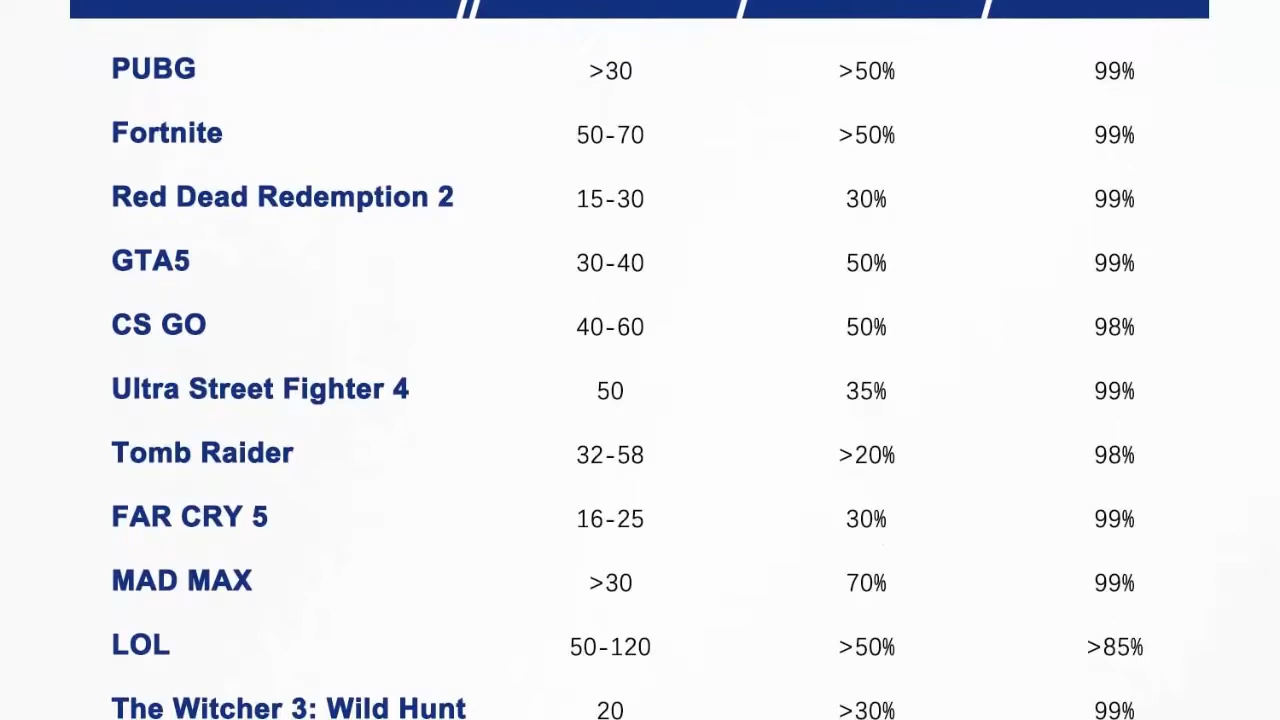 PUBG >30 >50% 99%
Fortnite 50-70 >50% 99%
Red Dead Redemption 2 15-30 30% 99%
GTA5 30-40 50% 99%
CS GO 40-60 50% 98%
Ultra Street Fighter 4 50 35% 99%
Tomb Raider 32-58 >20% 98%
FAR CRY 5 16-25 30% 99%
MAD MAX >30 70% 99%
LOL 50-120 >50% >85%
The Witcher 3: Wild Hunt 20 >30% 99%